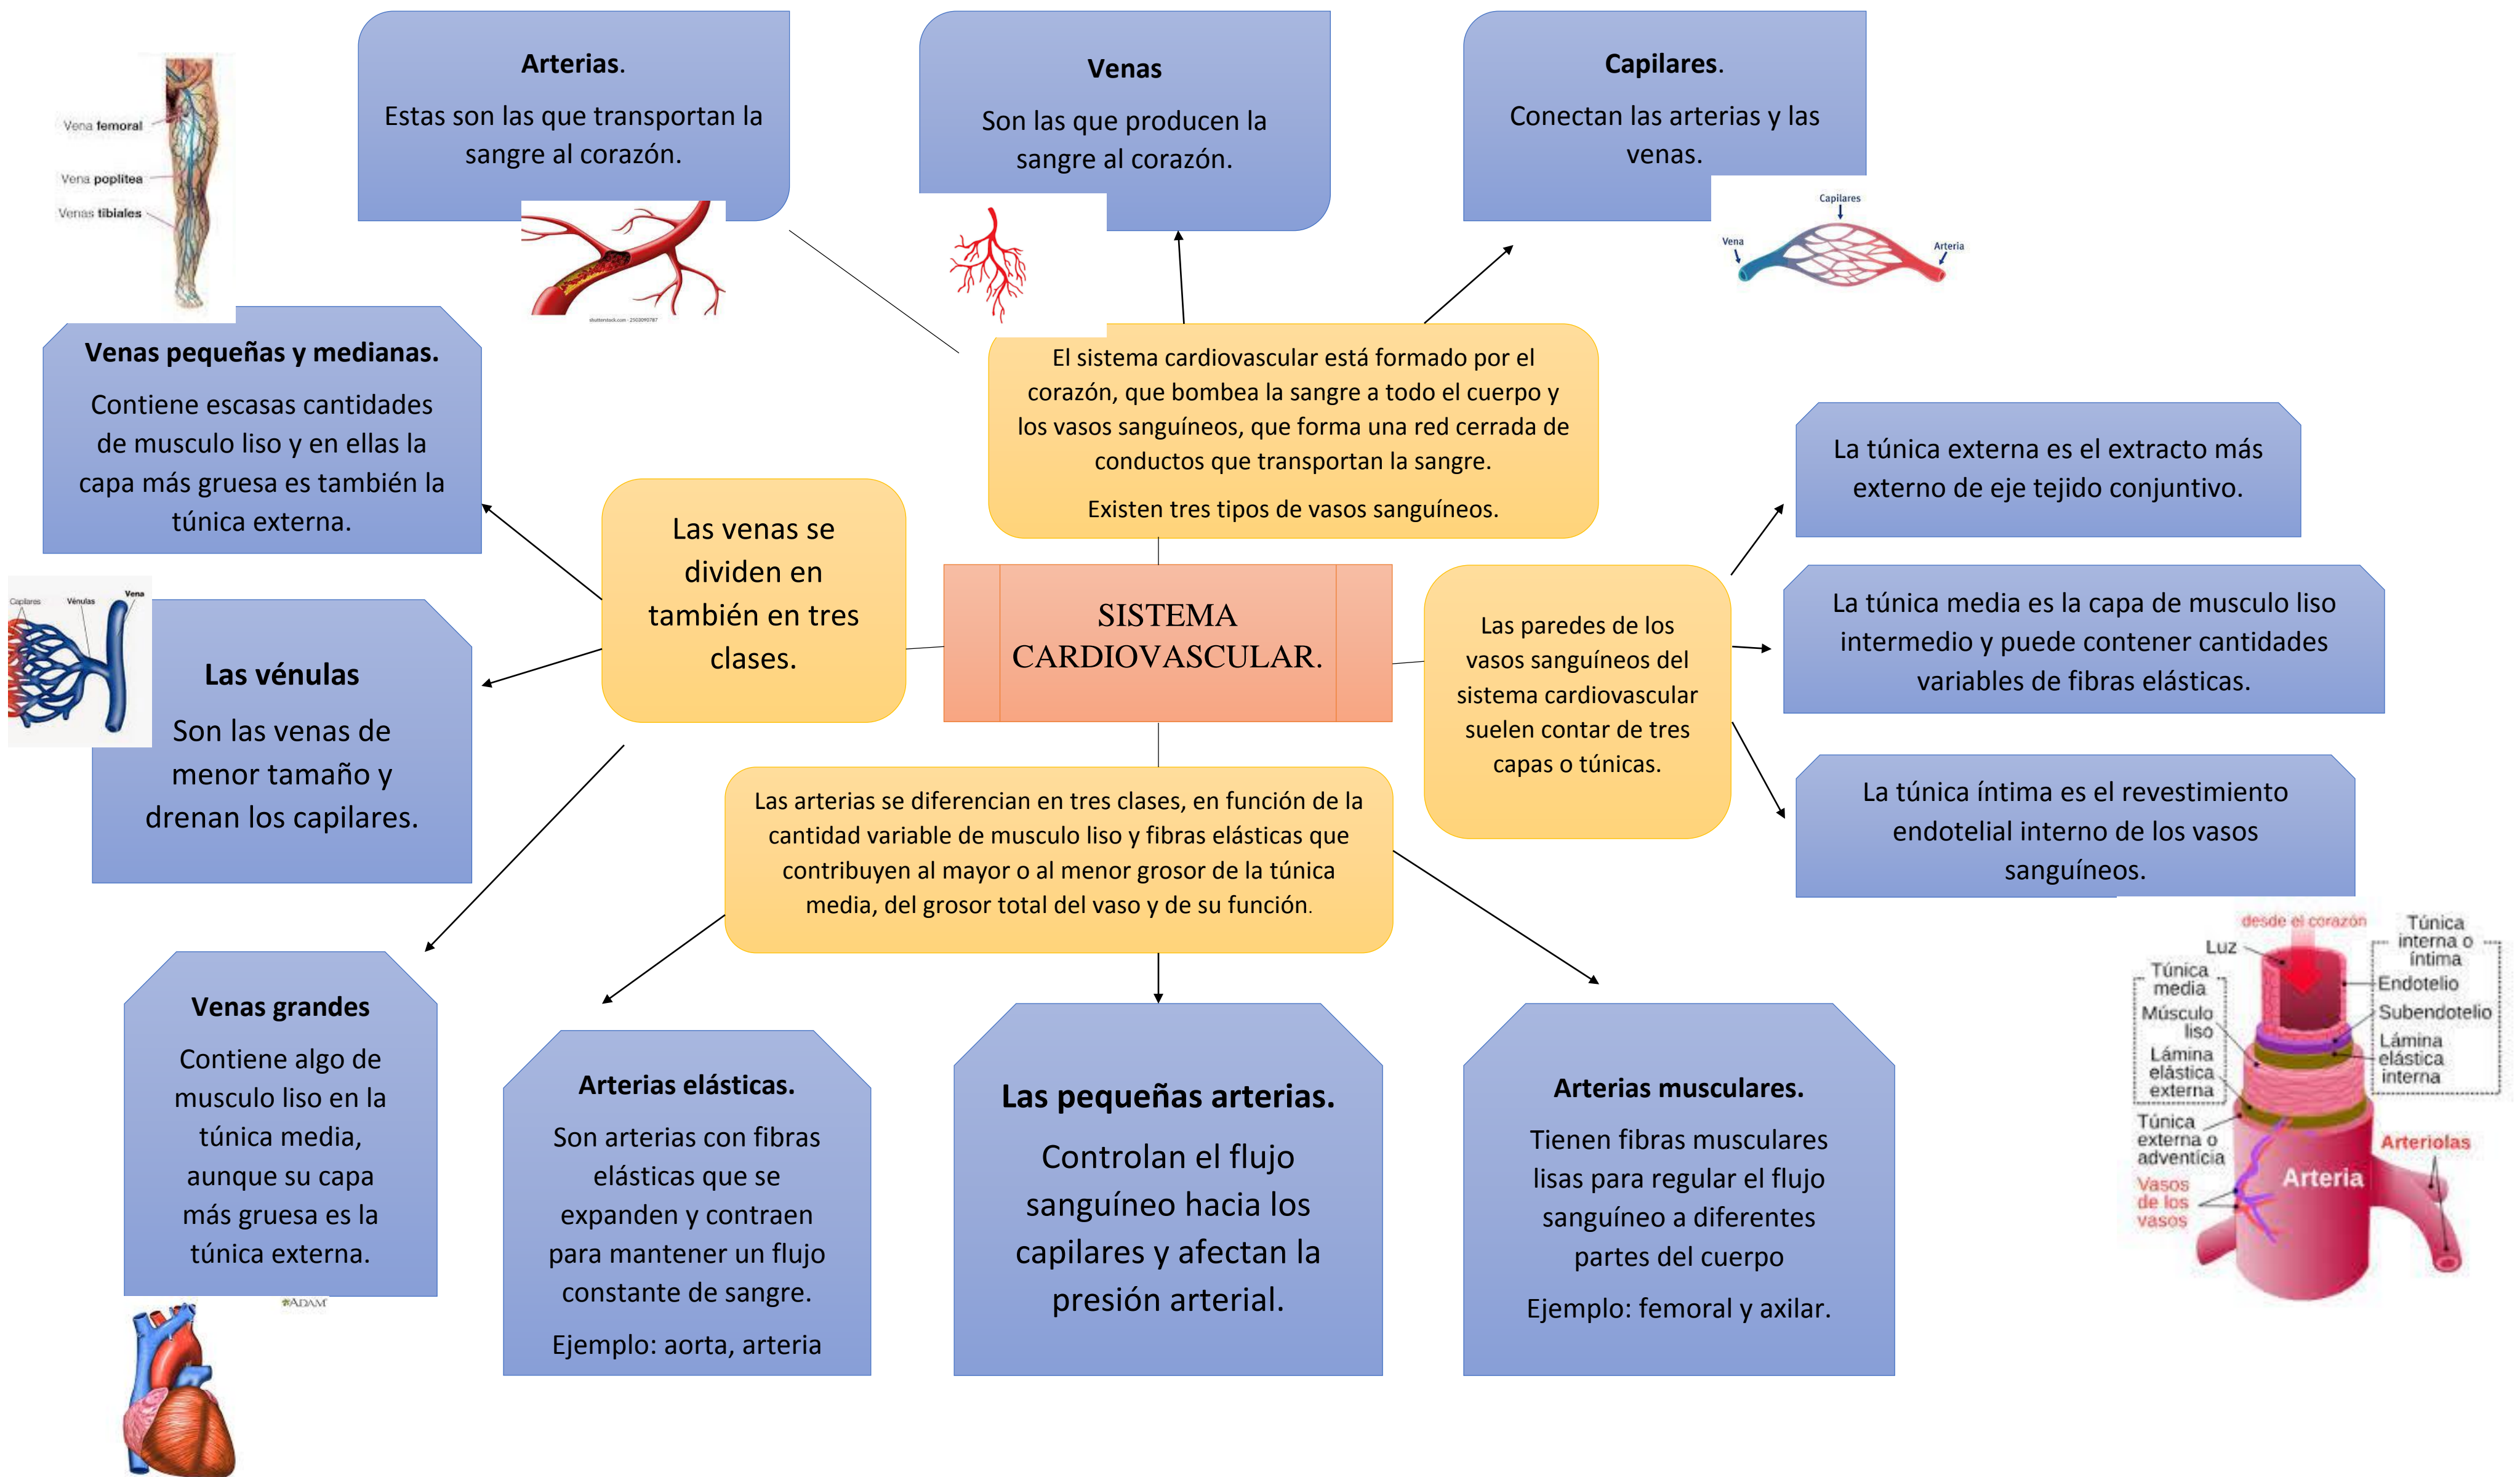 Arterias.
Estas son las que transportan la
sangre al corazón.
Venas
Son las que producen la
sangre al corazón.
Capilares.
Conectan las arterias y las
venas.
Vena femoral
Vena poplítea
Venas tibiales
shutterstock.com · 2503090787
Capilares
Vena
Arteria
Venas pequeñas y medianas.
Contiene escasas cantidades
de musculo liso y en ellas la
capa más gruesa es también la
túnica externa.
El sistema cardiovascular está formado por el
corazón, que bombea la sangre a todo el cuerpo y
los vasos sanguíneos, que forma una red cerrada de
conductos que transportan la sangre.
Existen tres tipos de vasos sanguíneos.
La túnica externa es el extracto más
externo de eje tejido conjuntivo.
Las venas se
dividen en
también en tres
clases.
SISTEMA
CARDIOVASCULAR.
Las paredes de los
vasos sanguíneos del
sistema cardiovascular
suelen contar de tres
capas o túnicas.
La túnica media es la capa de musculo liso
intermedio y puede contener cantidades
variables de fibras elásticas.
Capilares
Vénulas
Vena
Las vénulas
Son las venas de
menor tamaño y
drenan los capilares.
La túnica íntima es el revestimiento
endotelial interno de los vasos
sanguíneos.
Las arterias se diferencian en tres clases, en función de la
cantidad variable de musculo liso y fibras elásticas que
contribuyen al mayor o al menor grosor de la túnica
media, del grosor total del vaso y de su función.
Venas grandes
Contiene algo de
musculo liso en la
túnica media,
aunque su capa
más gruesa es la
túnica externa.
ADAM
Arterias elásticas.
Son arterias con fibras
elásticas que se
expanden y contraen
para mantener un flujo
constante de sangre.
Ejemplo: aorta, arteria
Las pequeñas arterias.
Controlan el flujo
sanguíneo hacia los
capilares y afectan la
presión arterial.
Arterias musculares.
Tienen fibras musculares
lisas para regular el flujo
sanguíneo a diferentes
partes del cuerpo
Ejemplo: femoral y axilar.
desde el corazón
Luz
Túnica
media
Músculo
liso
Lámina
elástica
externa
Túnica
externa o
adventicia
Vasos
de los
vasos
Túnica
interna o
íntima
Endotelio
Subendotelio
Lámina
elástica
interna
Arteriolas
Arteria